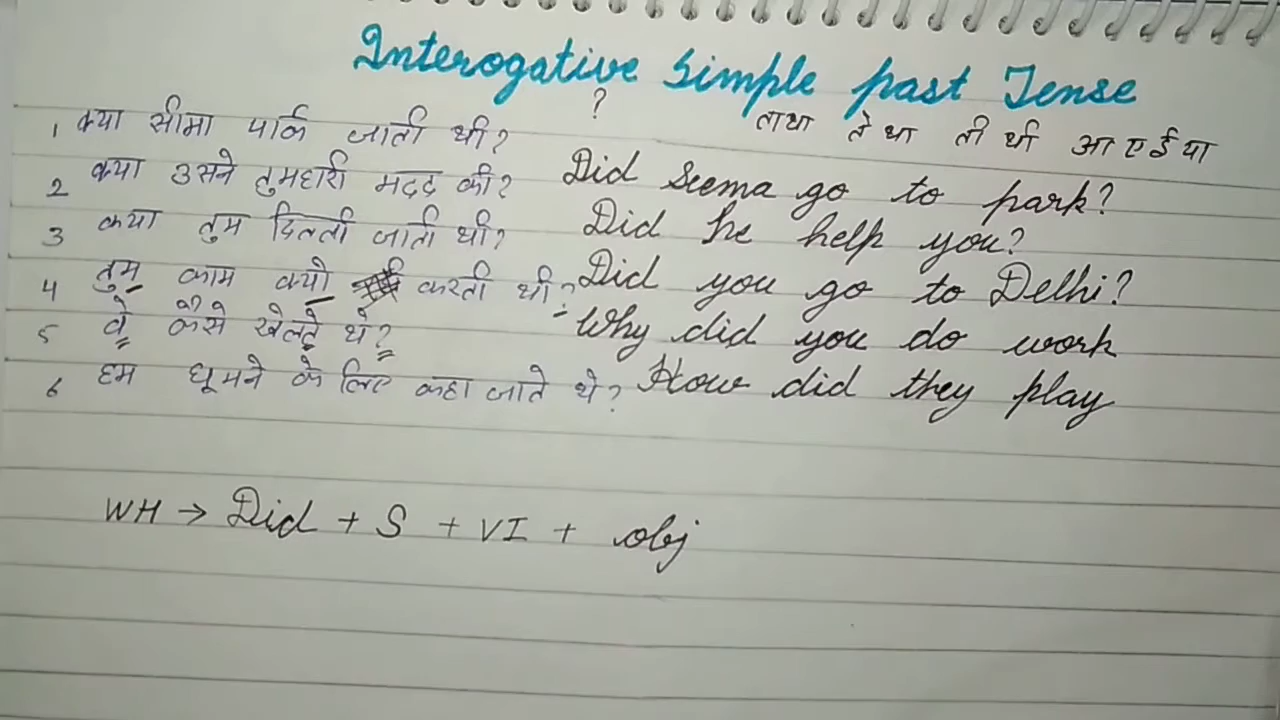 Interogative Simple past Tense
?
ता था ते था ती थी आ ए ई या
1 क्या सीमा पार्क जाती थी?
Did Seema go to park?
2 क्या उसने तुमहारी मदद की?
Did he help you?
3 क्या तुम दिल्ली जाती थी?
Did you go to Delhi?
4 तुम काम क्यो करती थी?
:- Why did you do work
5 वे कैसे खेलते थे?
How did they play
6 हम घूमने के लिए कहा जाते थे?
WH → Did + S + VI + obj